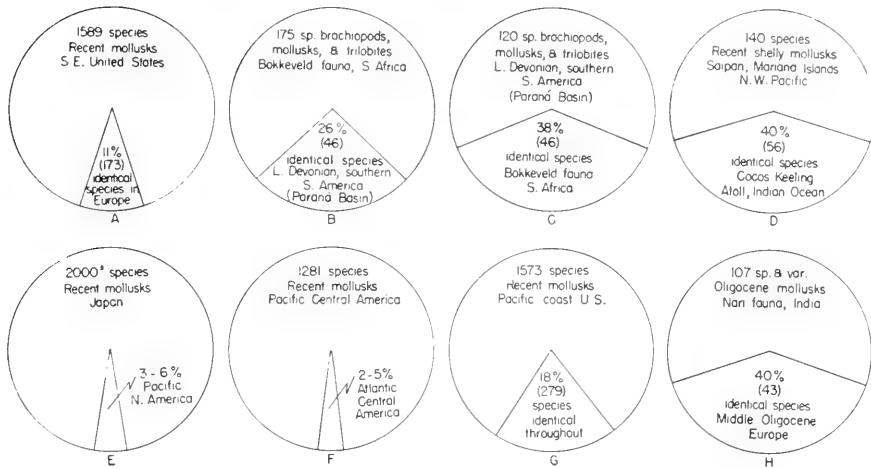 1589 species
Recent mollusks
S.E. United States
11%
(173)
identical
species in
Europe
A
175 sp. brachiopods,
mollusks, & trilobites
Bokkeveld fauna, S Africa
26%
(46)
identical species
L. Devonian, southern
S. America
(Paraná Basin)
B
120 sp. brachiopods,
mollusks, & trilobites
L. Devonian, southern
S. America
(Paraná Basin)
38%
(46)
identical species
Bokkeveld fauna
S. Africa
C
140 species
Recent shelly mollusks
Saipan, Mariana Islands
N.W. Pacific
40%
(56)
identical species
Cocos Keeling
Atoll, Indian Ocean
D
2000± species
Recent mollusks
Japan
3-6%
Pacific
N. America
E
1281 species
Recent mollusks
Pacific Central America
2-5%
Atlantic
Central
America
F
1573 species
Recent mollusks
Pacific coast U.S.
18%
(279)
species
identical
throughout
G
107 sp. & var.
Oligocene mollusks
Nari fauna, India
40%
(43)
identical species
Middle Oligocene
Europe
H